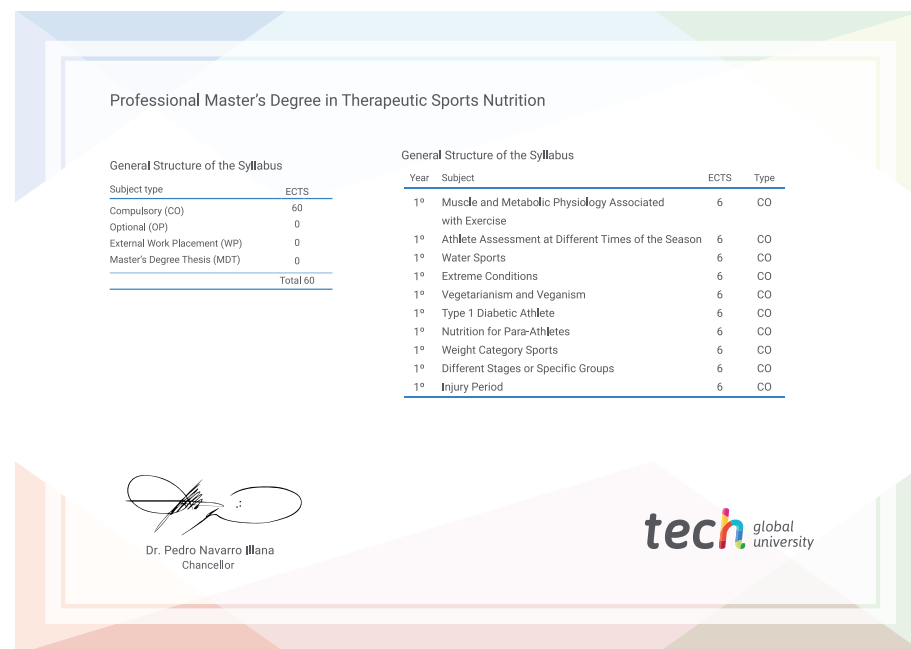 Professional Master's Degree in Therapeutic Sports Nutrition
General Structure of the Syllabus
Subject type ECTS
Compulsory (CO) 60
Optional (OP) 0
External Work Placement (WP) 0
Master's Degree Thesis (MDT) 0
Total 60
General Structure of the Syllabus
Year Subject ECTS Type
1º Muscle and Metabolic Physiology Associated 6 CO
with Exercise
1º Athlete Assessment at Different Times of the Season 6 CO
1º Water Sports 6 CO
1º Extreme Conditions 6 CO
1º Vegetarianism and Veganism 6 CO
1º Type 1 Diabetic Athlete 6 CO
1º Nutrition for Para-Athletes 6 CO
1º Weight Category Sports 6 CO
1º Different Stages or Specific Groups 6 CO
1º Injury Period 6 CO
Dr. Pedro Navarro Illana
Chancellor
tech global
university